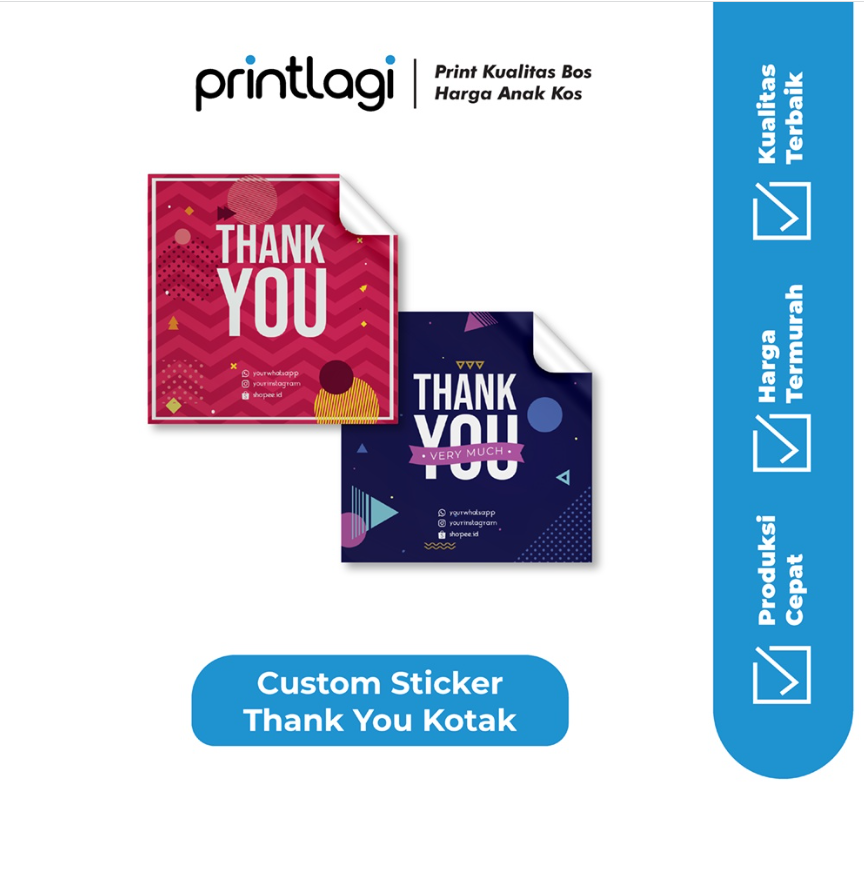 printlagi
Print Kualitas Bos
Harga Anak Kos
THANK
YOU
yourwhatsapp
yourinstagram
shopee.id
THANK
YOU
• VERY MUCH •
yourwhatsapp
yourinstagram
shopee.id
Custom Sticker
Thank You Kotak
Kualitas
Terbaik
Harga
Termurah
Produksi
Cepat